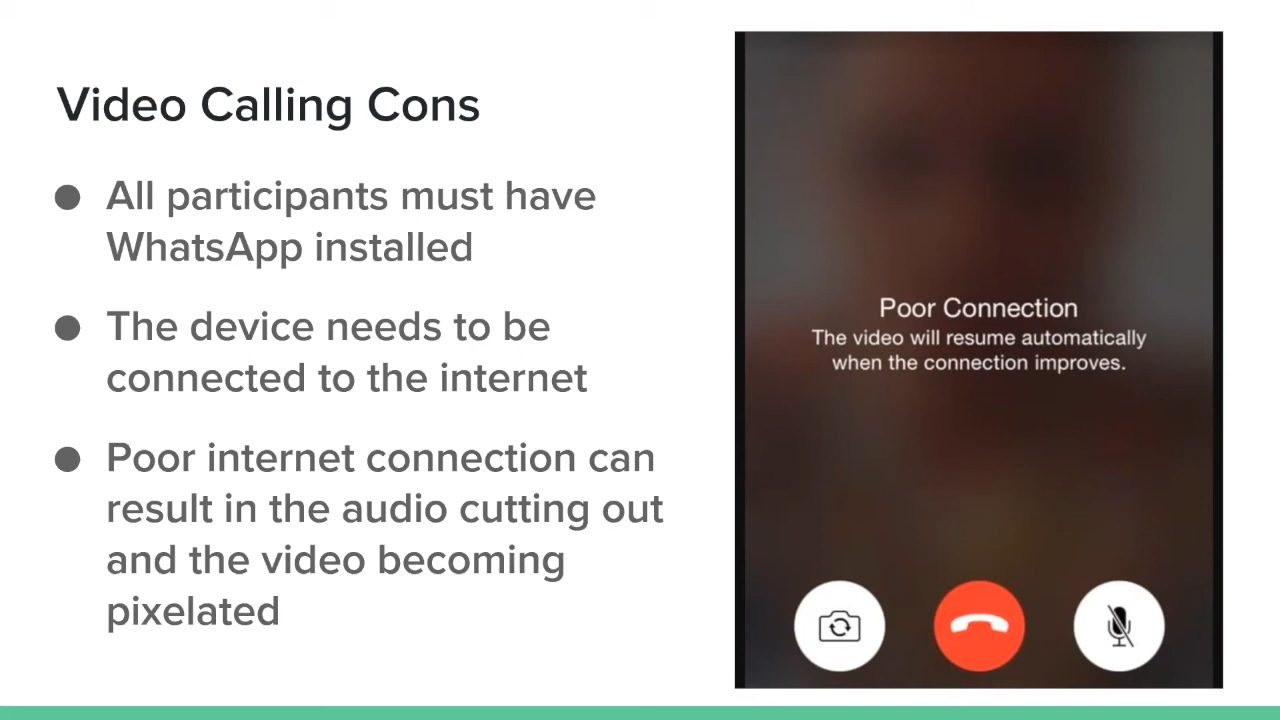 Video Calling Cons
All participants must have
WhatsApp installed
The device needs to be
connected to the internet
Poor internet connection can
result in the audio cutting out
and the video becoming
pixelated
Poor Connection
The video will resume automatically
when the connection improves.